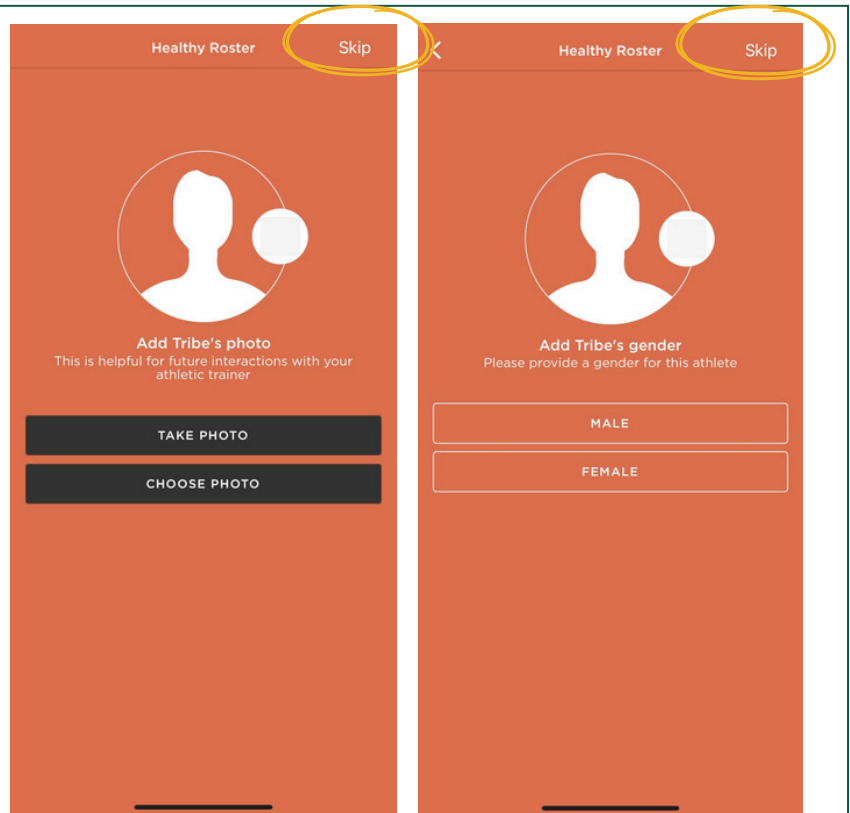 Healthy Roster
Skip
Add Tribe's photo
This is helpful for future interactions with your
athletic trainer
TAKE PHOTO
CHOOSE PHOTO
Healthy Roster
Skip
Add Tribe's gender
Please provide a gender for this athlete
MALE
FEMALE